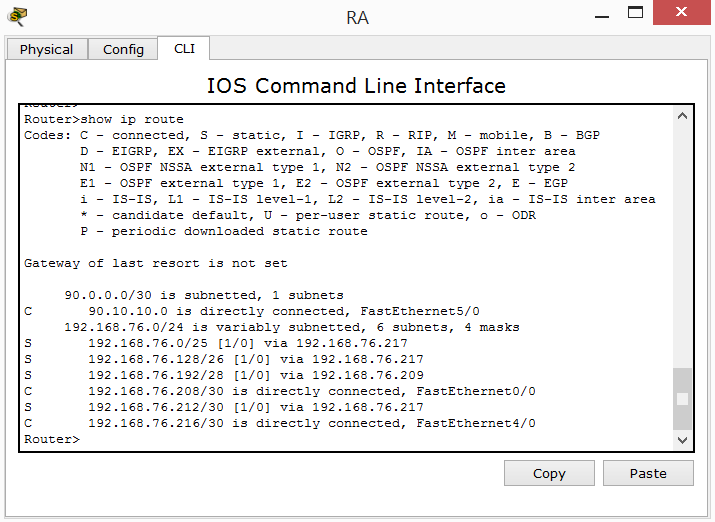 RA
Physical Config CLI
IOS Command Line Interface
Router>
Router>show ip route
Codes: C - connected, S - static, I - IGRP, R - RIP, M - mobile, B - BGP
D - EIGRP, EX - EIGRP external, O - OSPF, IA - OSPF inter area
N1 - OSPF NSSA external type 1, N2 - OSPF NSSA external type 2
E1 - OSPF external type 1, E2 - OSPF external type 2, E - EGP
i - IS-IS, L1 - IS-IS level-1, L2 - IS-IS level-2, ia - IS-IS inter area
* - candidate default, U - per-user static route, o - ODR
P - periodic downloaded static route
Gateway of last resort is not set
90.0.0.0/30 is subnetted, 1 subnets
C 90.10.10.0 is directly connected, FastEthernet5/0
192.168.76.0/24 is variably subnetted, 6 subnets, 4 masks
S 192.168.76.0/25 [1/0] via 192.168.76.217
S 192.168.76.128/26 [1/0] via 192.168.76.217
S 192.168.76.192/28 [1/0] via 192.168.76.209
C 192.168.76.208/30 is directly connected, FastEthernet0/0
S 192.168.76.212/30 [1/0] via 192.168.76.217
C 192.168.76.216/30 is directly connected, FastEthernet4/0
Router>
Copy Paste